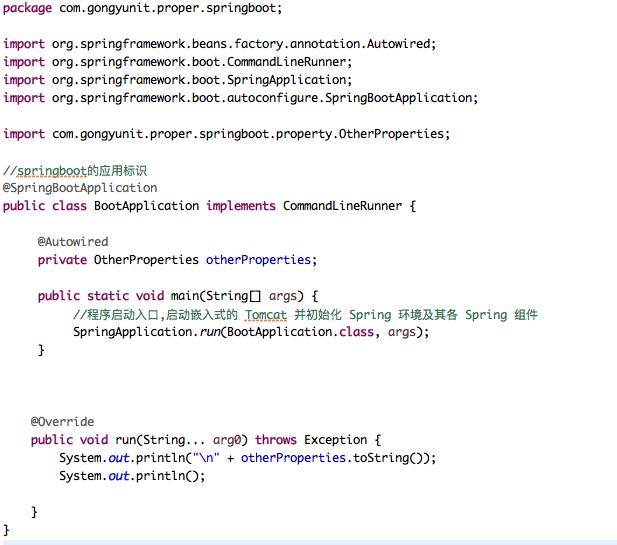 package com.gongyunit.proper.springboot;
import org.springframework.beans.factory.annotation.Autowired;
import org.springframework.boot.CommandLineRunner;
import org.springframework.boot.SpringApplication;
import org.springframework.boot.autoconfigure.SpringBootApplication;
import com.gongyunit.proper.springboot.property.OtherProperties;
//springboot的应用标识
@SpringBootApplication
public class BootApplication implements CommandLineRunner {
@Autowired
private OtherProperties otherProperties;
public static void main(String[] args) {
//程序启动入口,启动嵌入式的 Tomcat 并初始化 Spring 环境及其各 Spring 组件
SpringApplication.run(BootApplication.class, args);
}
@Override
public void run(String... arg0) throws Exception {
System.out.println("\n" + otherProperties.toString());
System.out.println();
}
}